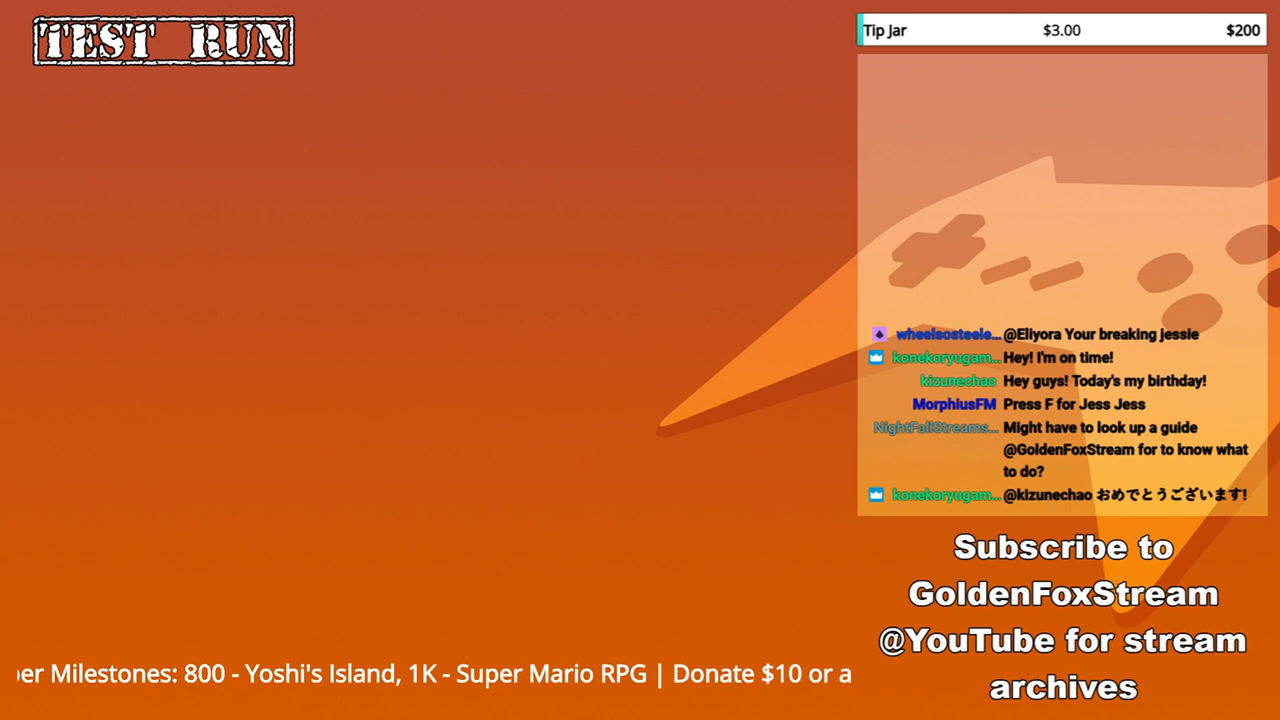 TEST RUN
Tip Jar $3.00 $200
wheelsosteele... @Eliyora Your breaking jessie
konekoryugam... Hey! I'm on time!
kizunechao Hey guys! Today's my birthday!
MorphiusFM Press F for Jess Jess
NightFallStreams... Might have to look up a guide
@GoldenFoxStream for to know what
to do?
konekoryugam... @kizunechao おめでとうございます!
Subscribe to
GoldenFoxStream
@YouTube for stream
archives
er Milestones: 800 - Yoshi's Island, 1K - Super Mario RPG | Donate $10 or a